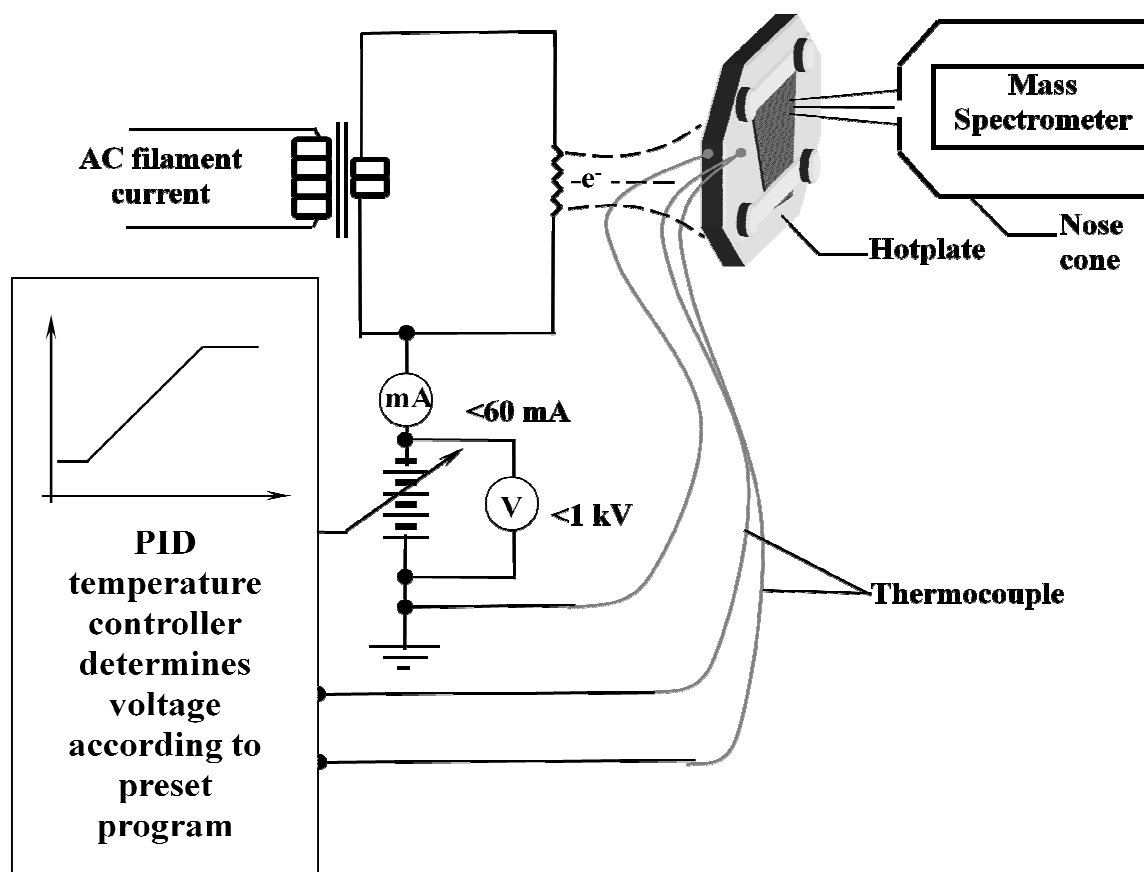 AC filament
current
e-
Mass
Spectrometer
Hotplate
Nose
cone
mA
<60 mA
V
<1 kV
PID
temperature
controller
determines
voltage
according to
preset
program
Thermocouple